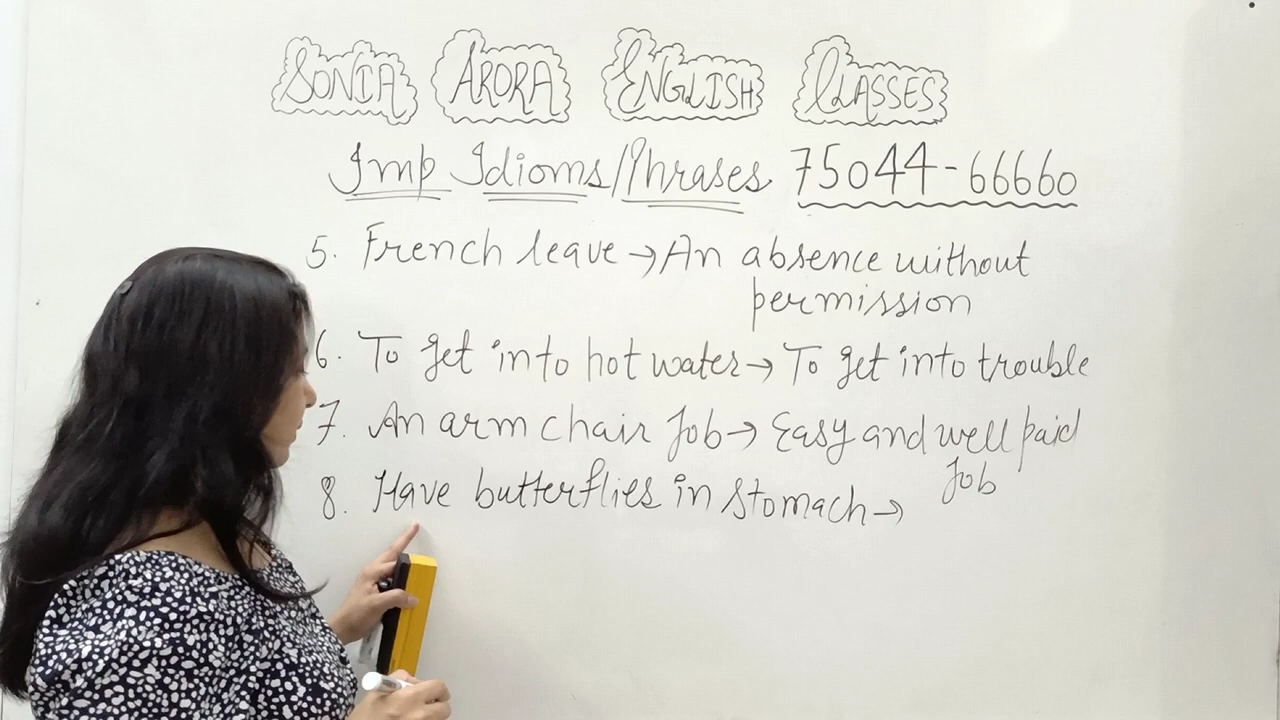 SONIA ARORA ENGLISH CLASSES
Imp Idioms/Phrases 75044-66660
5. French leave → An absence without
permission
6. To get into hot water → To get into trouble
7. An arm chair Job → Easy and well paid
Job
8. Have butterflies in stomach →